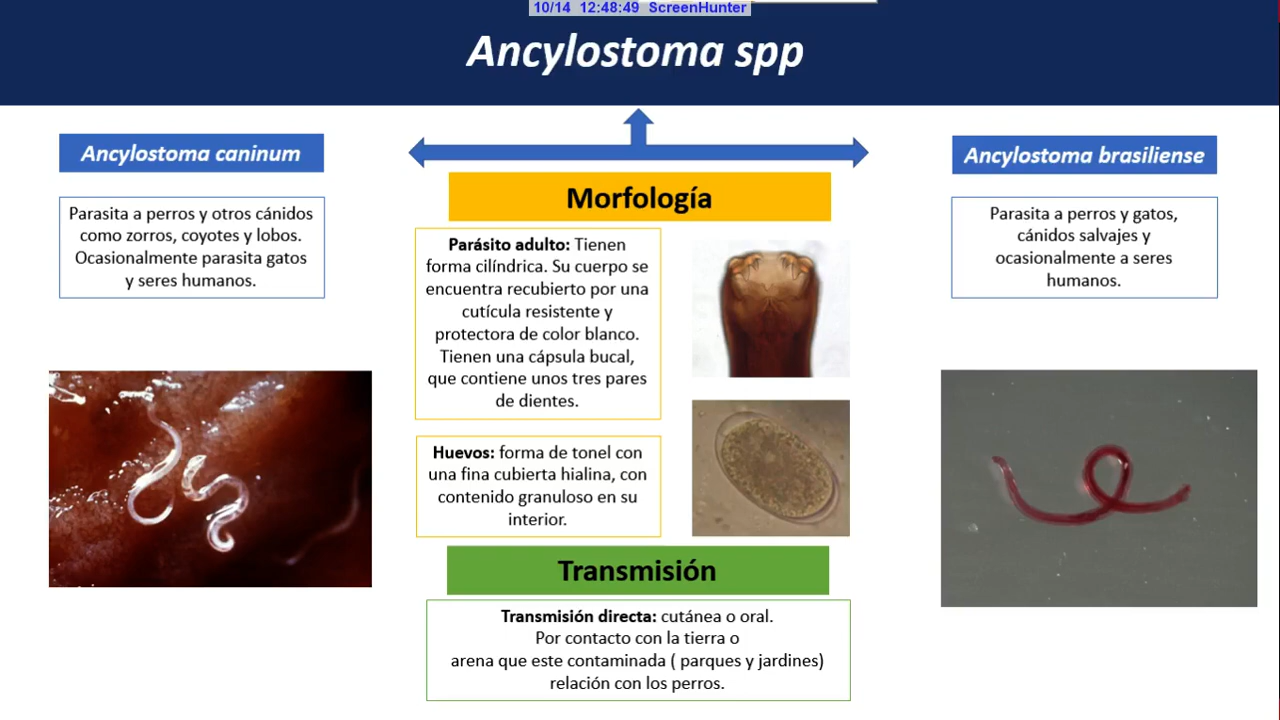 10/14 12:48:49 ScreenHunter
Ancylostoma spp
Ancylostoma caninum
Parasita a perros y otros cánidos
como zorros, coyotes y lobos.
Ocasionalmente parasita gatos
y seres humanos.
Morfología
Parásito adulto: Tienen
forma cilíndrica. Su cuerpo se
encuentra recubierto por una
cutícula resistente y
protectora de color blanco.
Tienen una cápsula bucal,
que contiene unos tres pares
de dientes.
Huevos: forma de tonel con
una fina cubierta hialina, con
contenido granuloso en su
interior.
Transmisión
Transmisión directa: cutánea o oral.
Por contacto con la tierra o
arena que este contaminada ( parques y jardines)
relación con los perros.
Ancylostoma brasiliense
Parasita a perros y gatos,
cánidos salvajes y
ocasionalmente a seres
humanos.